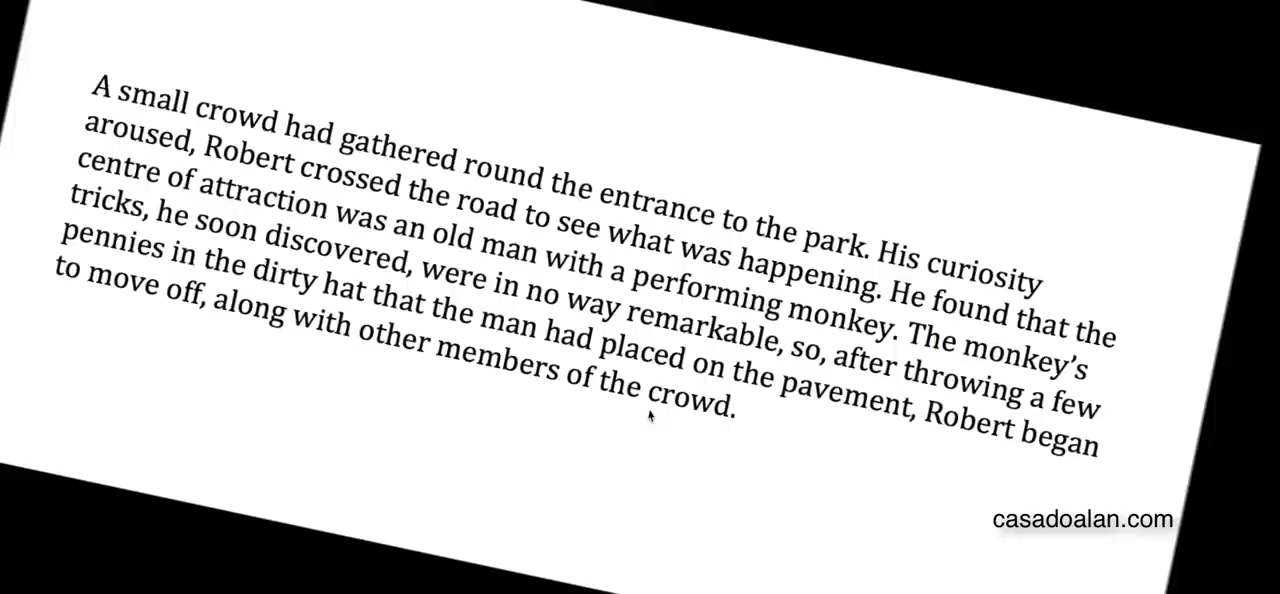 A small crowd had gathered round the entrance to the park. His curiosity
aroused, Robert crossed the road to see what was happening. He found that the
centre of attraction was an old man with a performing monkey. The monkey’s
tricks, he soon discovered, were in no way remarkable, so, after throwing a few
pennies in the dirty hat that the man had placed on the pavement, Robert began
to move off, along with other members of the crowd.
casadoalan.com